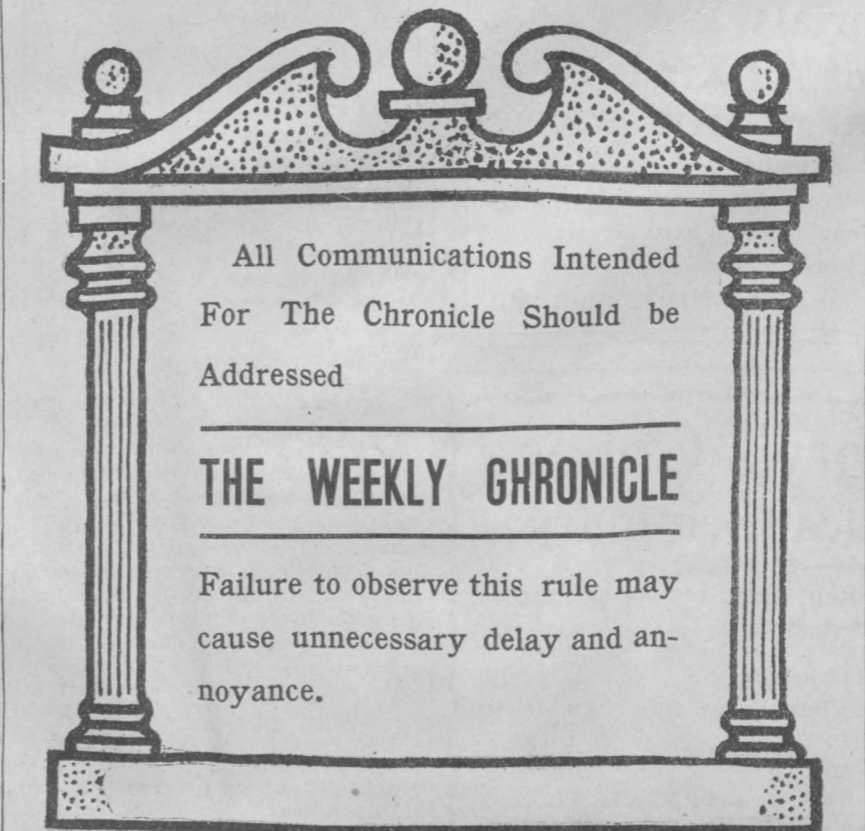 All Communications Intended
For The Chronicle Should be
Addressed
THE WEEKLY GHRONICLE
Failure to observe this rule may
cause unnecessary delay and an-
noyance.